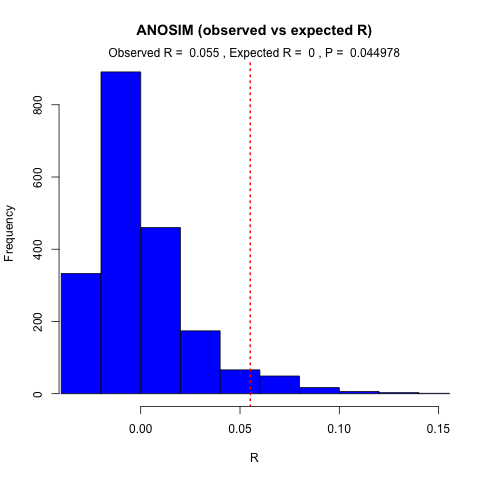 ANOSIM (observed vs expected R)
Observed R =  0.055 , Expected R =  0 , P =  0.044978
Frequency
800
600
400
200
0
0.00
0.05
0.10
0.15
R